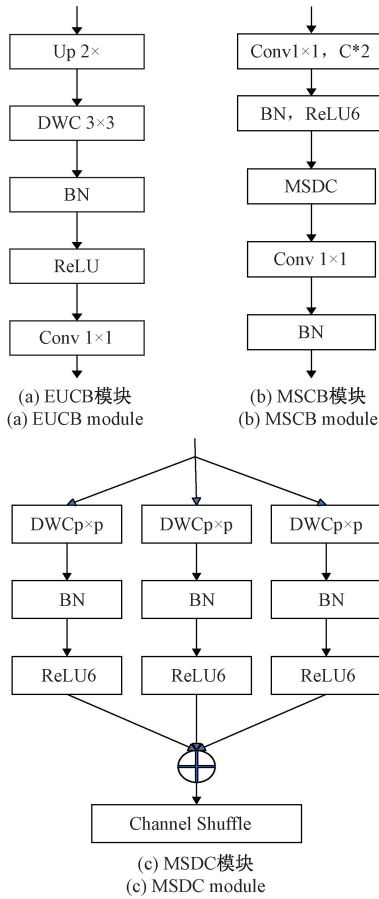 Up 2×
DWC 3×3
BN
ReLU
Conv 1×1
(a) EUCB模块
(a) EUCB module
Conv1×1，C*2
BN，ReLU6
MSDC
Conv 1×1
BN
(b) MSCB模块
(b) MSCB module
DWCp×p DWCp×p DWCp×p
BN BN BN
ReLU6 ReLU6 ReLU6
Channel Shuffle
(c) MSDC模块
(c) MSDC module